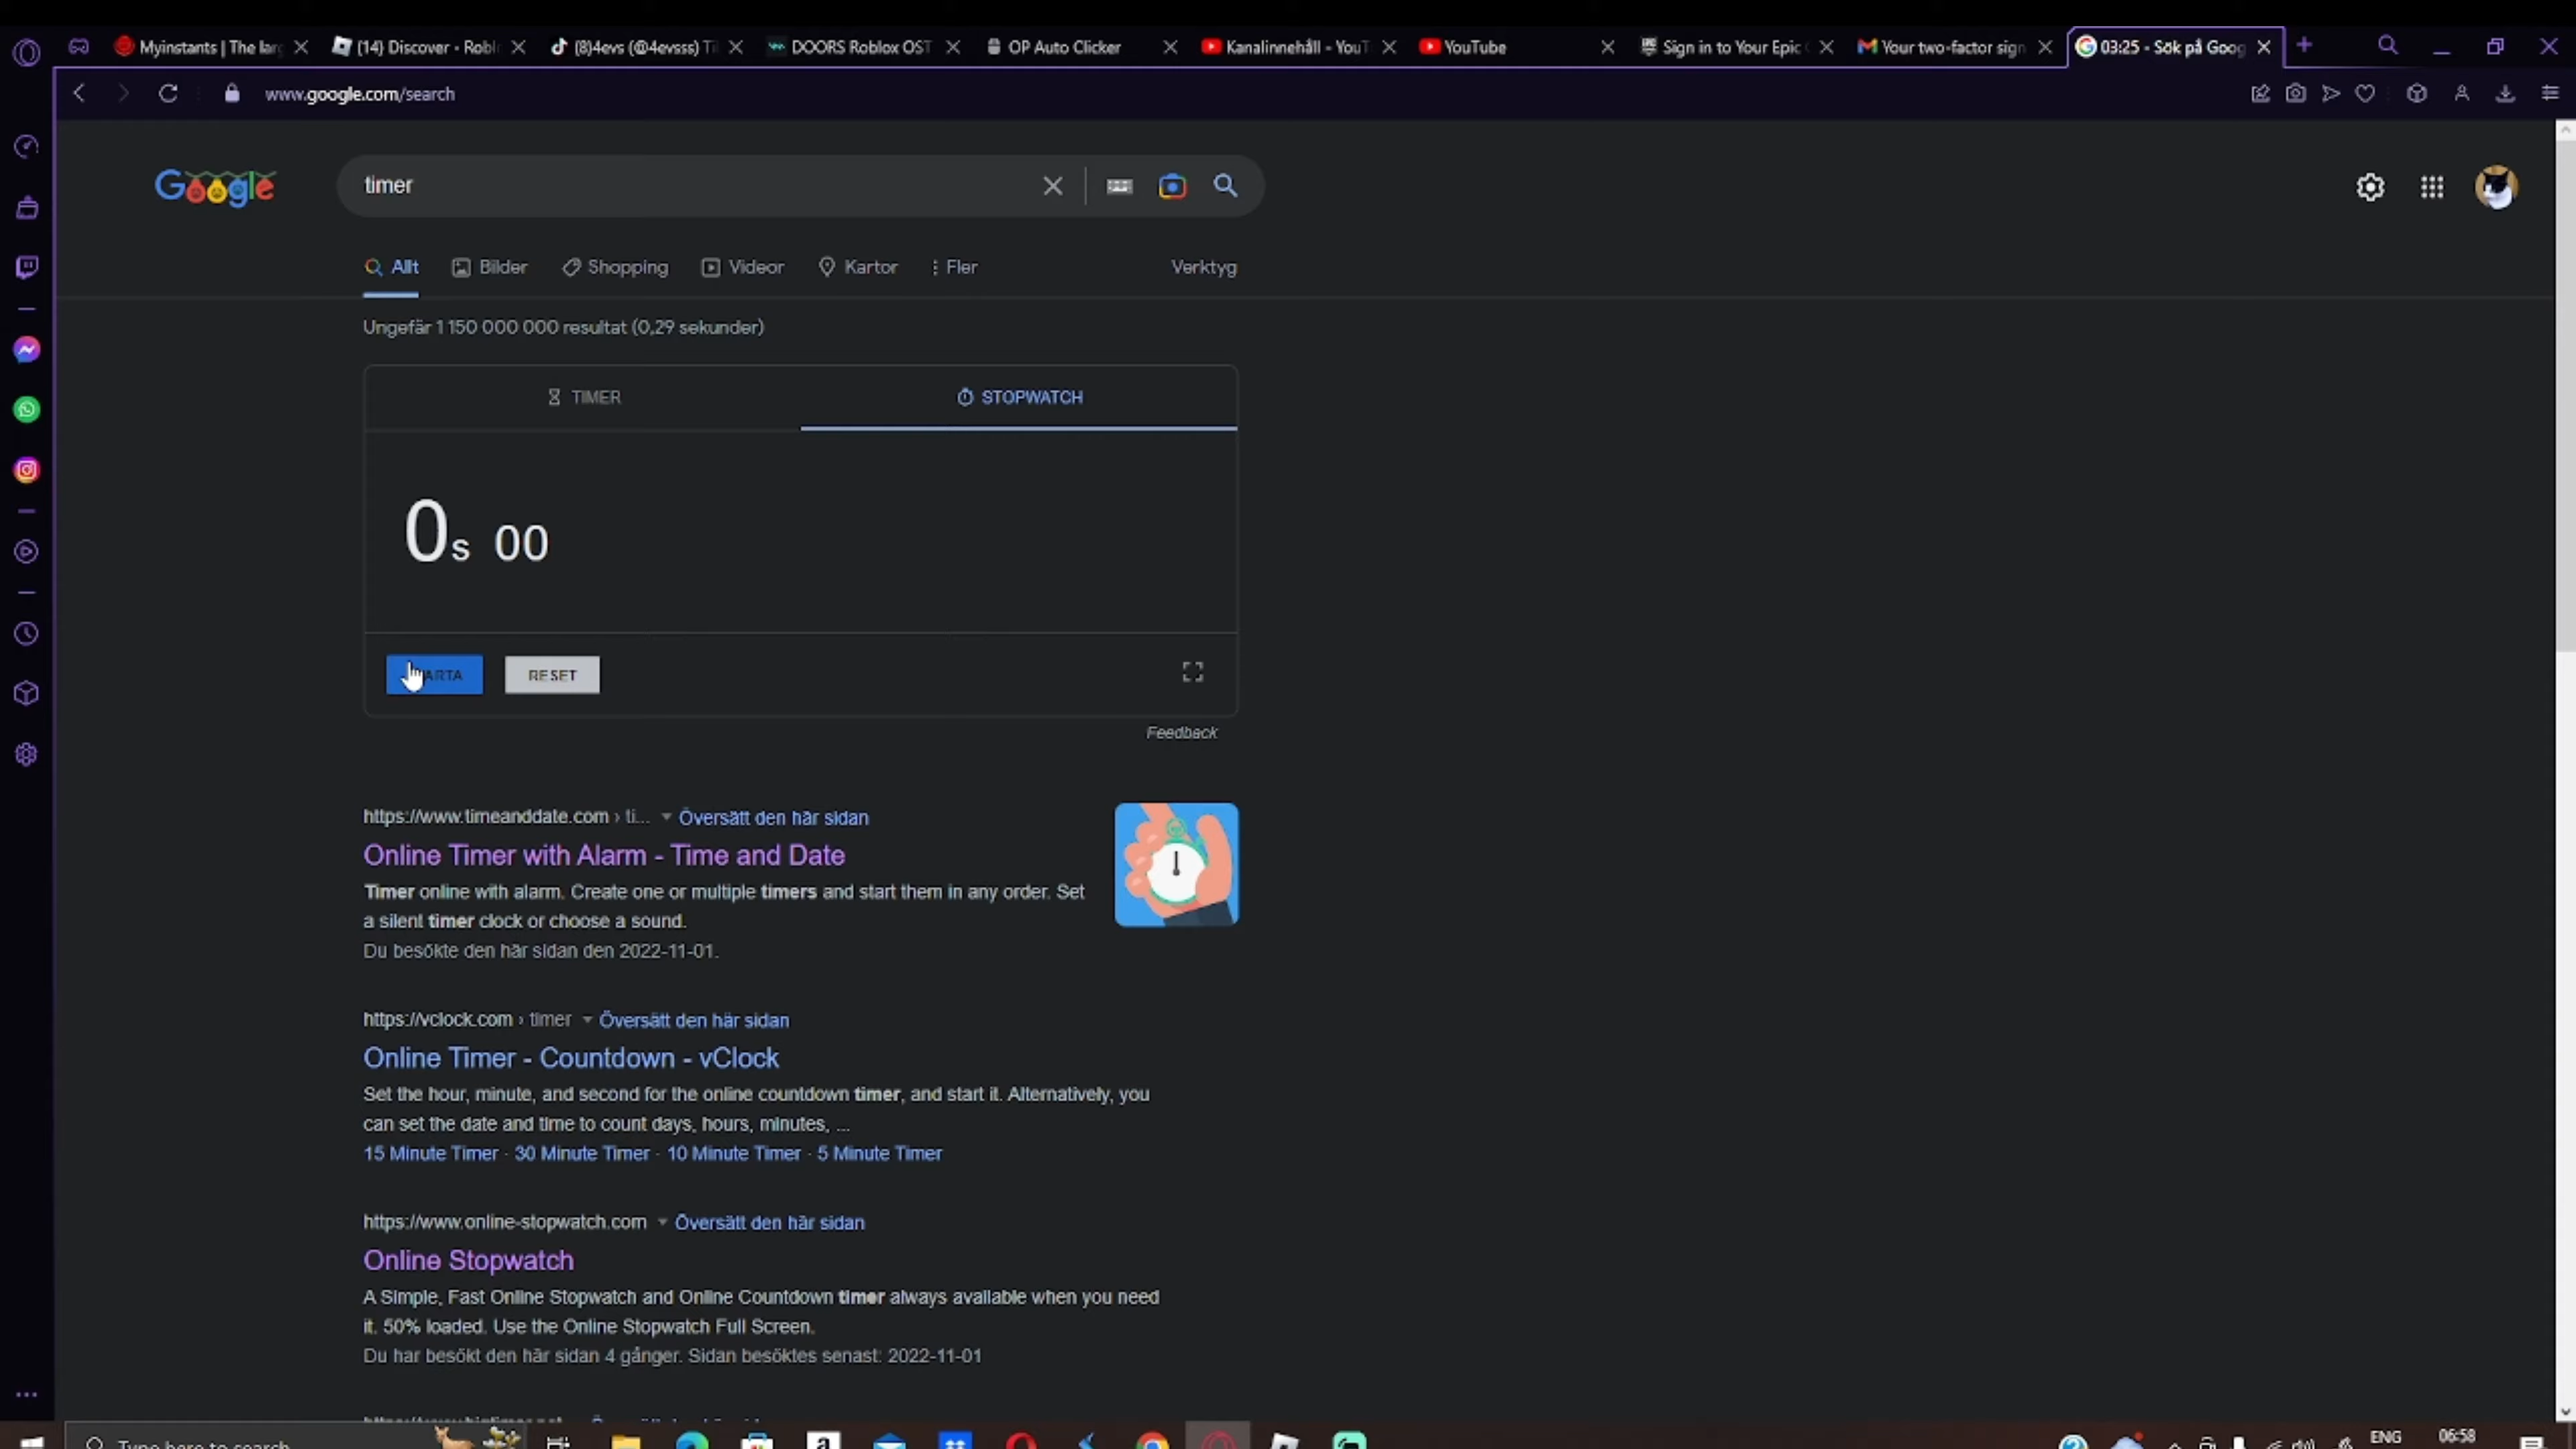 Myinstants | The larg
(14) Discover - Robl
(8)4evs (@4evsss) Ti
DOORS Roblox OST
OP Auto Clicker
Kanalinnehåll - YouT
YouTube
Sign in to Your Epic
Your two-factor sign
03:25 - Sök på Goog
www.google.com/search
Google
timer
Allt
Bilder
Shopping
Videor
Kartor
Fler
Verktyg
Ungefär 1 150 000 000 resultat (0,29 sekunder)
TIMER
STOPWATCH
0s 00
ARTA
RESET
Feedback
https://www.timeanddate.com › ti... Översätt den här sidan
Online Timer with Alarm - Time and Date
Timer online with alarm. Create one or multiple timers and start them in any order. Set
a silent timer clock or choose a sound.
Du besökte den här sidan den 2022-11-01.
https://vclock.com › timer Översätt den här sidan
Online Timer - Countdown - vClock
Set the hour, minute, and second for the online countdown timer, and start it. Alternatively, you
can set the date and time to count days, hours, minutes, ...
15 Minute Timer · 30 Minute Timer · 10 Minute Timer · 5 Minute Timer
https://www.online-stopwatch.com Översätt den här sidan
Online Stopwatch
A Simple, Fast Online Stopwatch and Online Countdown timer always available when you need
it. 50% loaded. Use the Online Stopwatch Full Screen.
Du har besökt den här sidan 4 gånger. Sidan besöktes senast: 2022-11-01
Type here to search
ENG
06:58